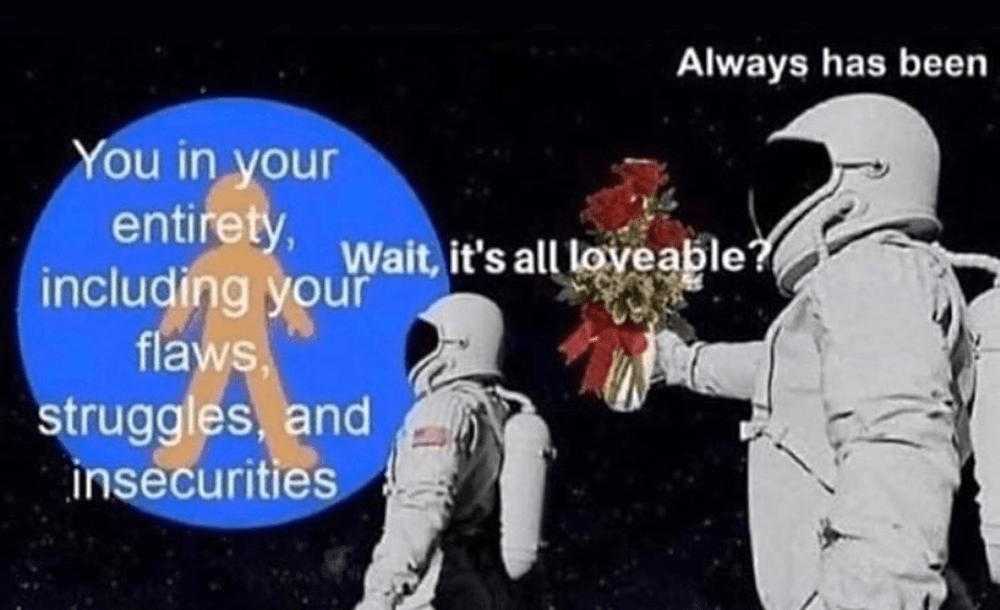 Always has been
You in your
entirety,
including your
flaws,
struggles, and
insecurities
Wait, it's all loveable?